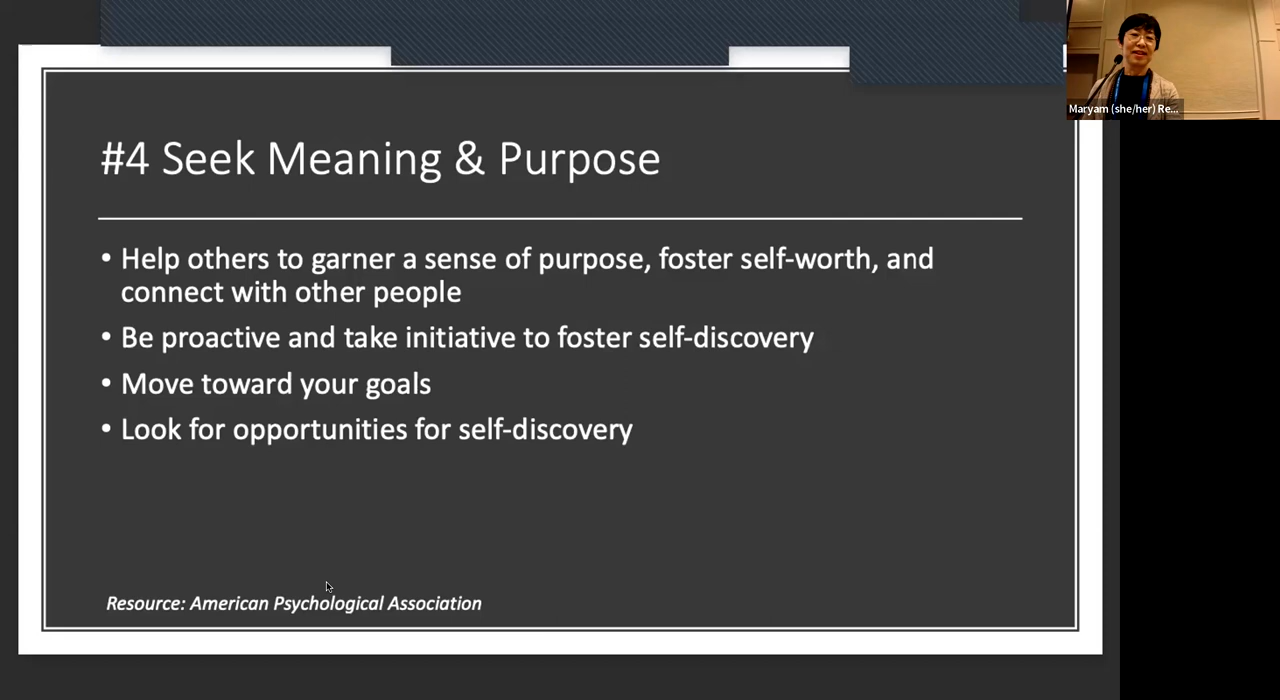 Maryam (she/her) Re...
#4 Seek Meaning & Purpose
• Help others to garner a sense of purpose, foster self-worth, and
connect with other people
• Be proactive and take initiative to foster self-discovery
• Move toward your goals
• Look for opportunities for self-discovery
Resource: American Psychological Association